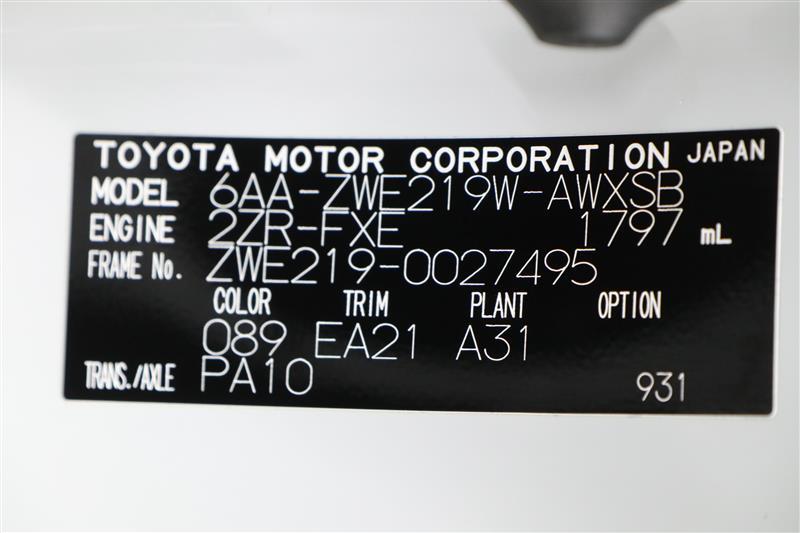 TOYOTA MOTOR CORPORATION JAPAN
MODEL 6AA-ZWE219W-AWXSB
ENGINE 2ZR-FXE 1797 mL
FRAME No. ZWE219-0027495
COLOR TRIM PLANT OPTION
089 EA21 A31
TRANS./AXLE PA10 931